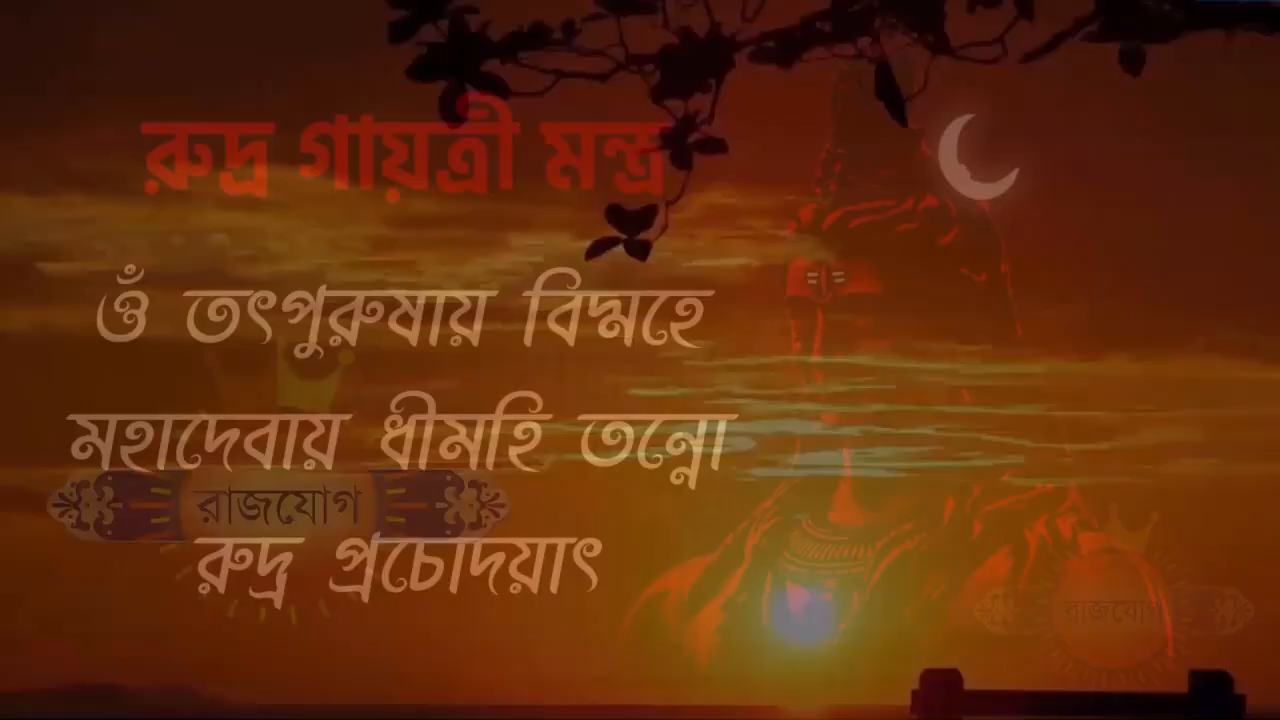 রুদ্র গায়ত্রী মন্ত্র
ওঁ তৎপুরুষায় বিদ্মহে
মহাদেবায় ধীমহি তন্নো
রাজযোগ
রুদ্র প্রচোদয়াৎ
রাজযোগ